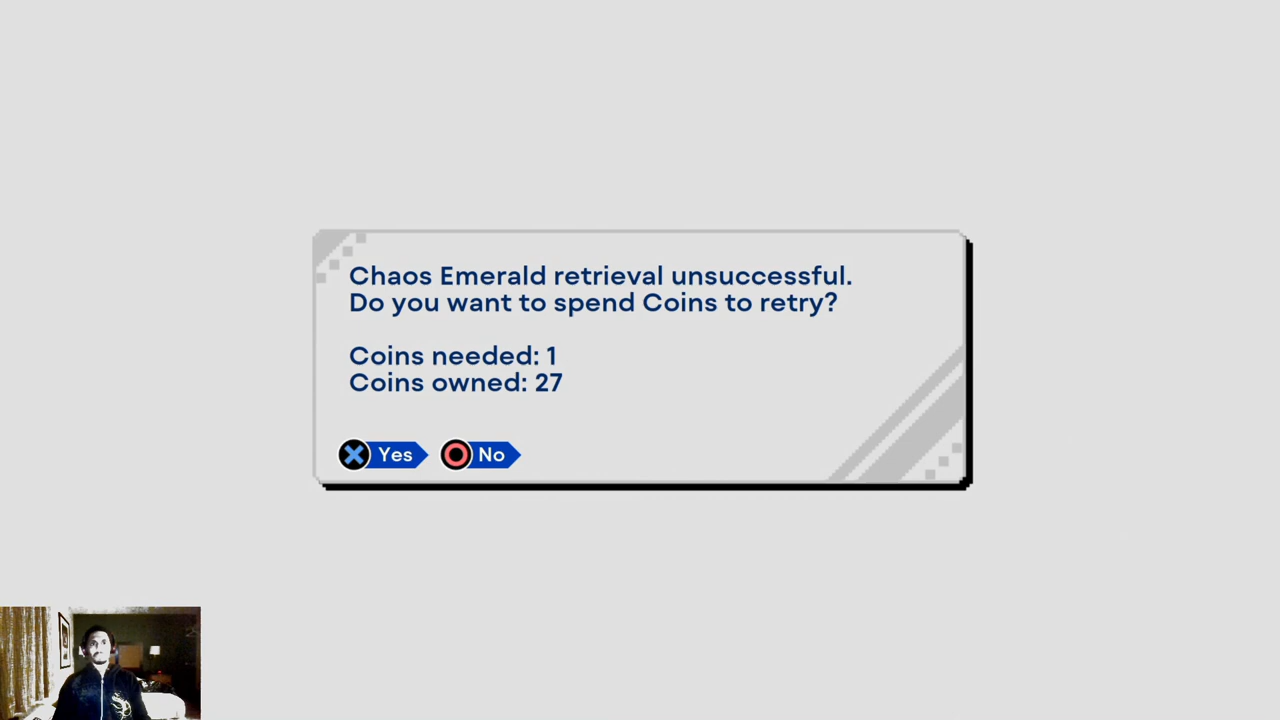 Chaos Emerald retrieval unsuccessful.
Do you want to spend Coins to retry?
Coins needed: 1
Coins owned: 27
Yes No